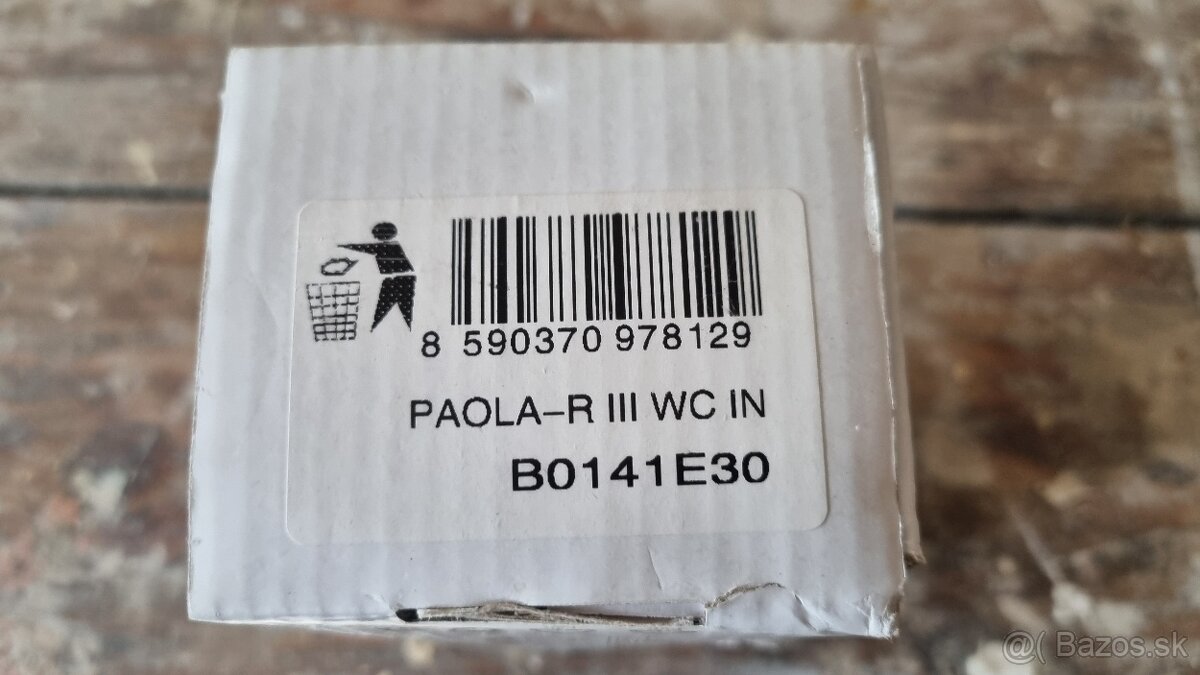 8 590370 978129
PAOLA–R III WC IN
B0141E30
@( Bazos.sk